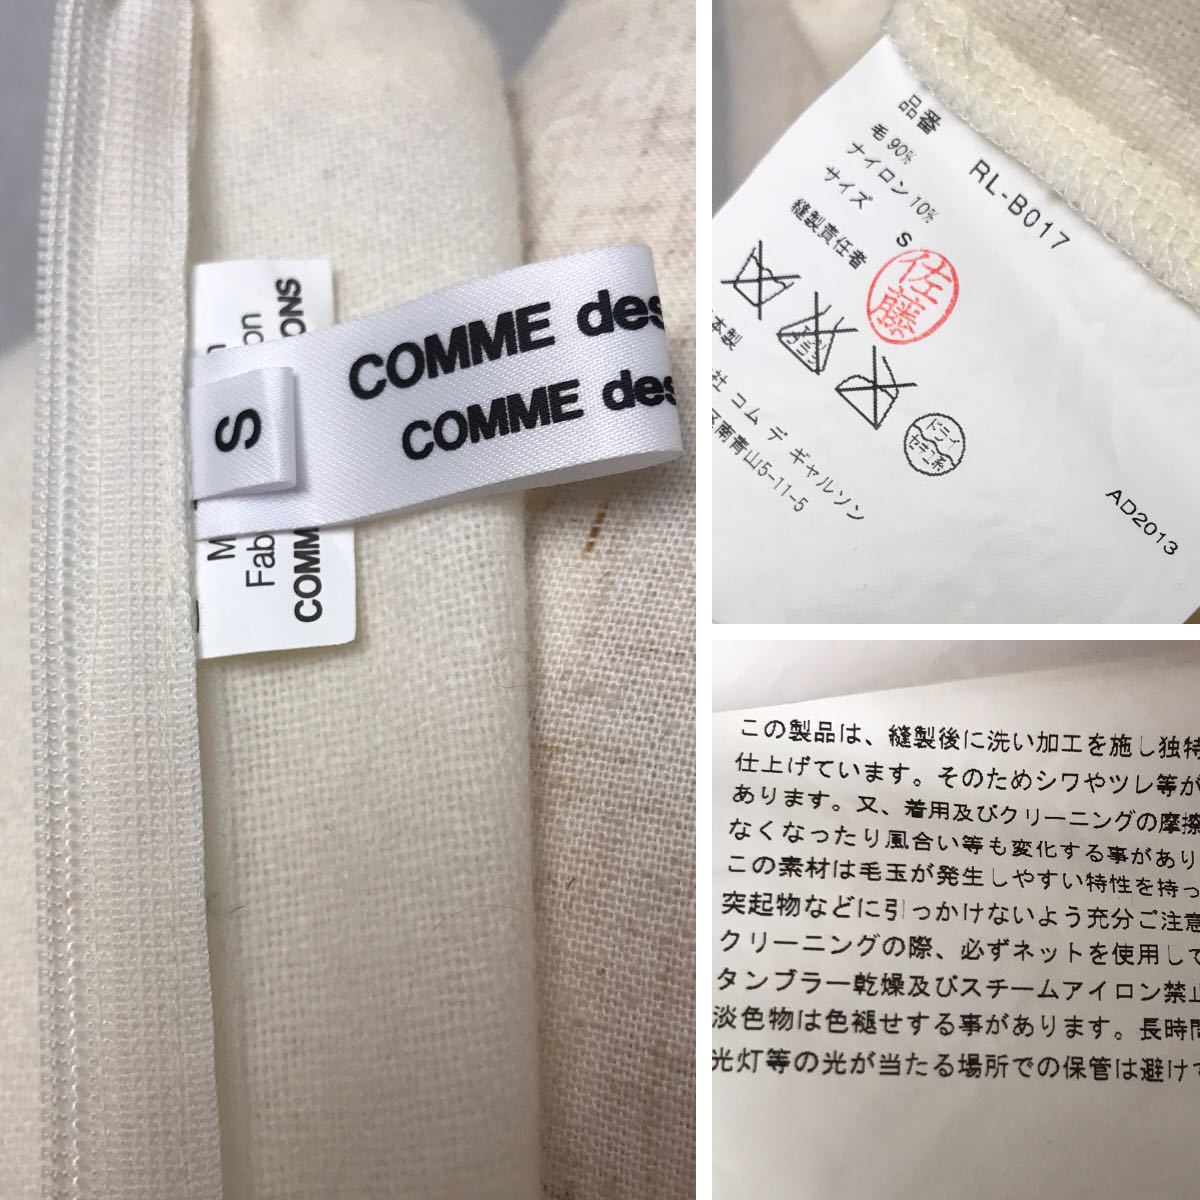 COMME des
COMME des
S
ONS
on
M
Fab
COMM
品番 RL-B017
毛 90%
ナイロン 10%
サイズ S
縫製責任者
佐藤
ドライ
セキユ系
本製
社 コム デ ギャルソン
区南青山5-11-5
AD2013
この製品は、縫製後に洗い加工を施し独特
仕上げています。そのためシワやツレ等が
あります。又、着用及びクリーニングの摩擦
なくなったり風合い等も変化する事があり
この素材は毛玉が発生しやすい特性を持っ
突起物などに引っかけないよう充分ご注意
クリーニングの際、必ずネットを使用して
タンブラー乾燥及びスチームアイロン禁止
淡色物は色褪せする事があります。長時間
光灯等の光が当たる場所での保管は避けて